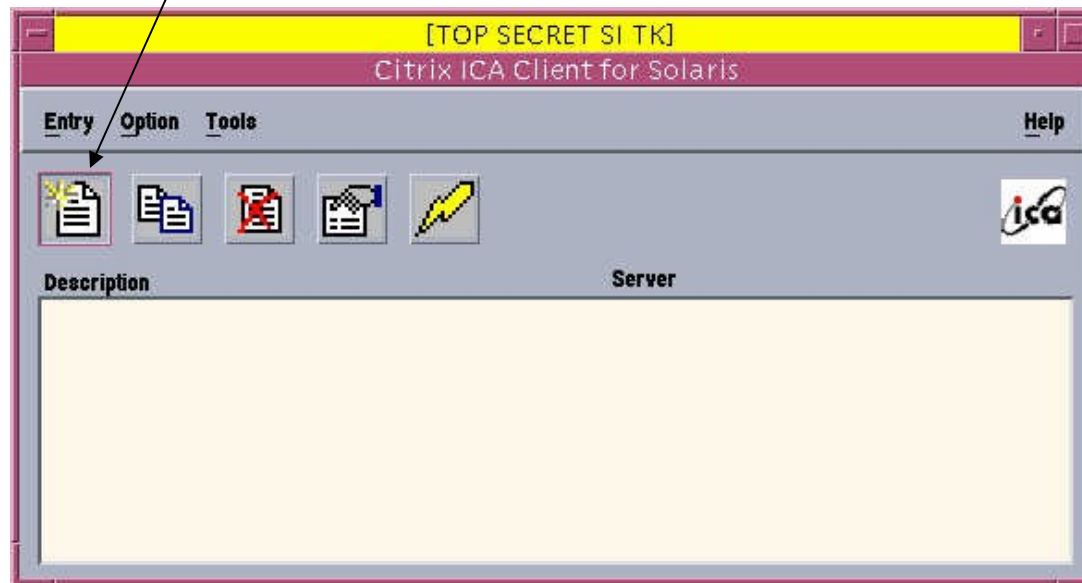 [TOP SECRET SI TK]
Citrix ICA Client for Solaris
Entry Option Tools Help
ica
Description Server